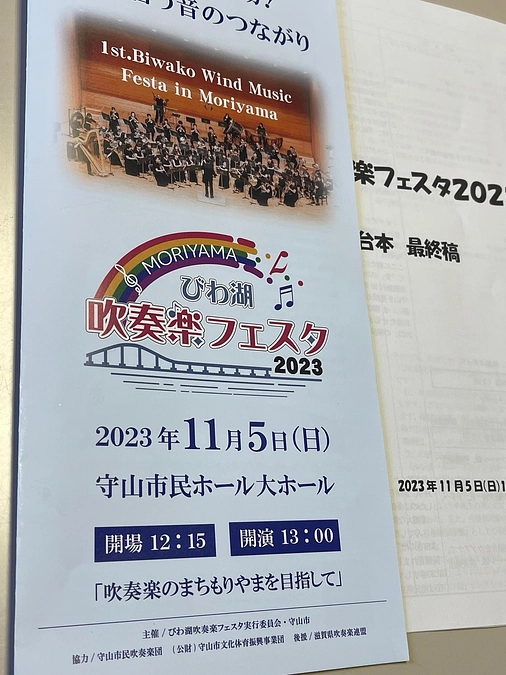 音のつながり
1st.Biwako Wind Music
Festa in Moriyama
MORIYAMA
びわ湖
吹奏楽フェスタ
2023
2023年11月5日(日)
守山市民ホール大ホール
開場 12:15
開演 13:00
「吹奏楽のまちもりやまを目指して」
主催 / びわ湖吹奏楽フェスタ実行委員会・守山市
協力 / 守山市民吹奏楽団 (公財)守山市文化体育振興事業団 後援 / 滋賀県吹奏楽連盟
楽フェスタ202
台本 最終稿
2023年11月5日(日)1